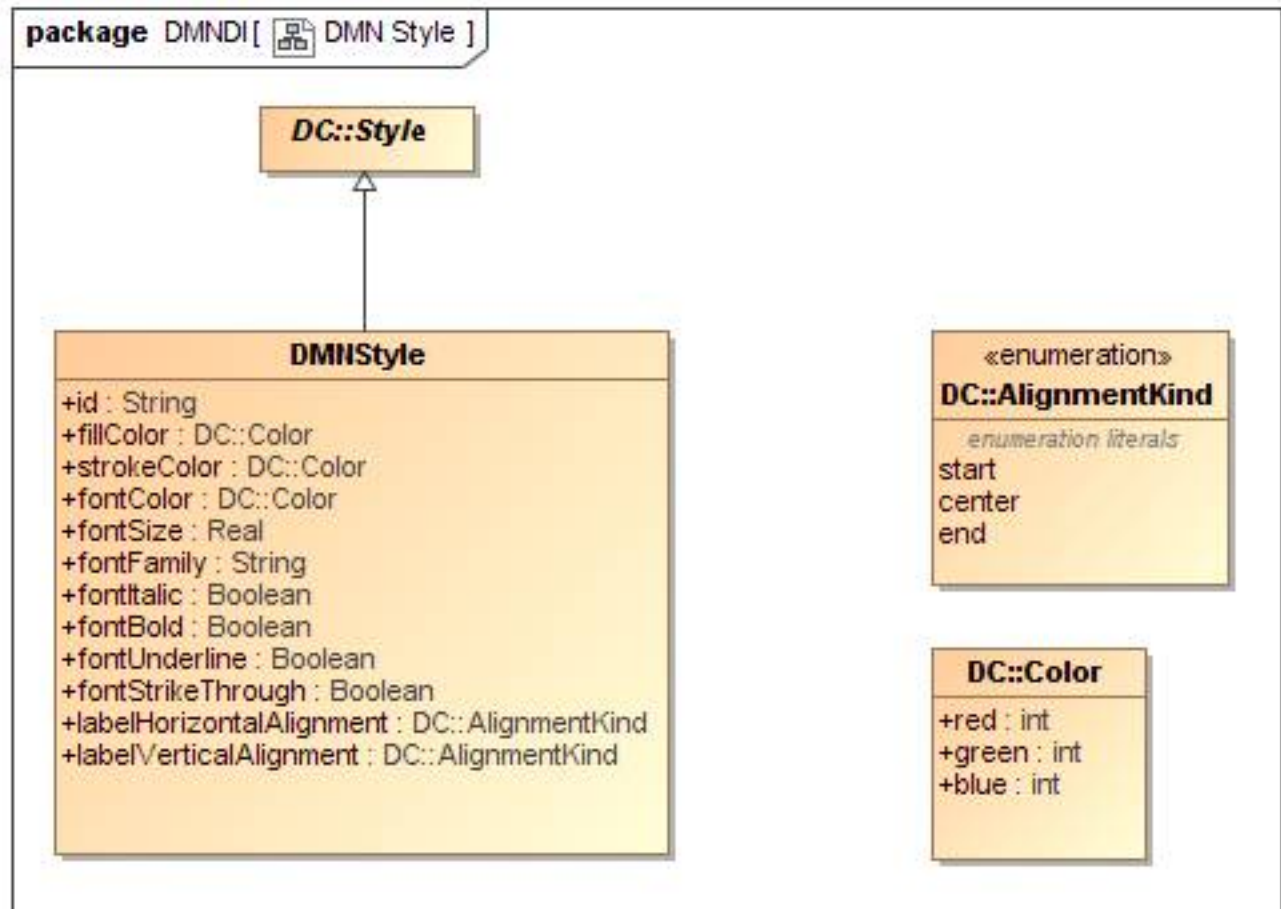 package DMNDI [ DMN Style ]
DC::Style
DMNStyle
+id : String
+fillColor : DC::Color
+strokeColor : DC::Color
+fontColor : DC::Color
+fontSize : Real
+fontFamily : String
+fontItalic : Boolean
+fontBold : Boolean
+fontUnderline : Boolean
+fontStrikeThrough : Boolean
+labelHorizontalAlignment : DC::AlignmentKind
+labelVerticalAlignment : DC::AlignmentKind
«enumeration»
DC::AlignmentKind
enumeration literals
start
center
end
DC::Color
+red : int
+green : int
+blue : int